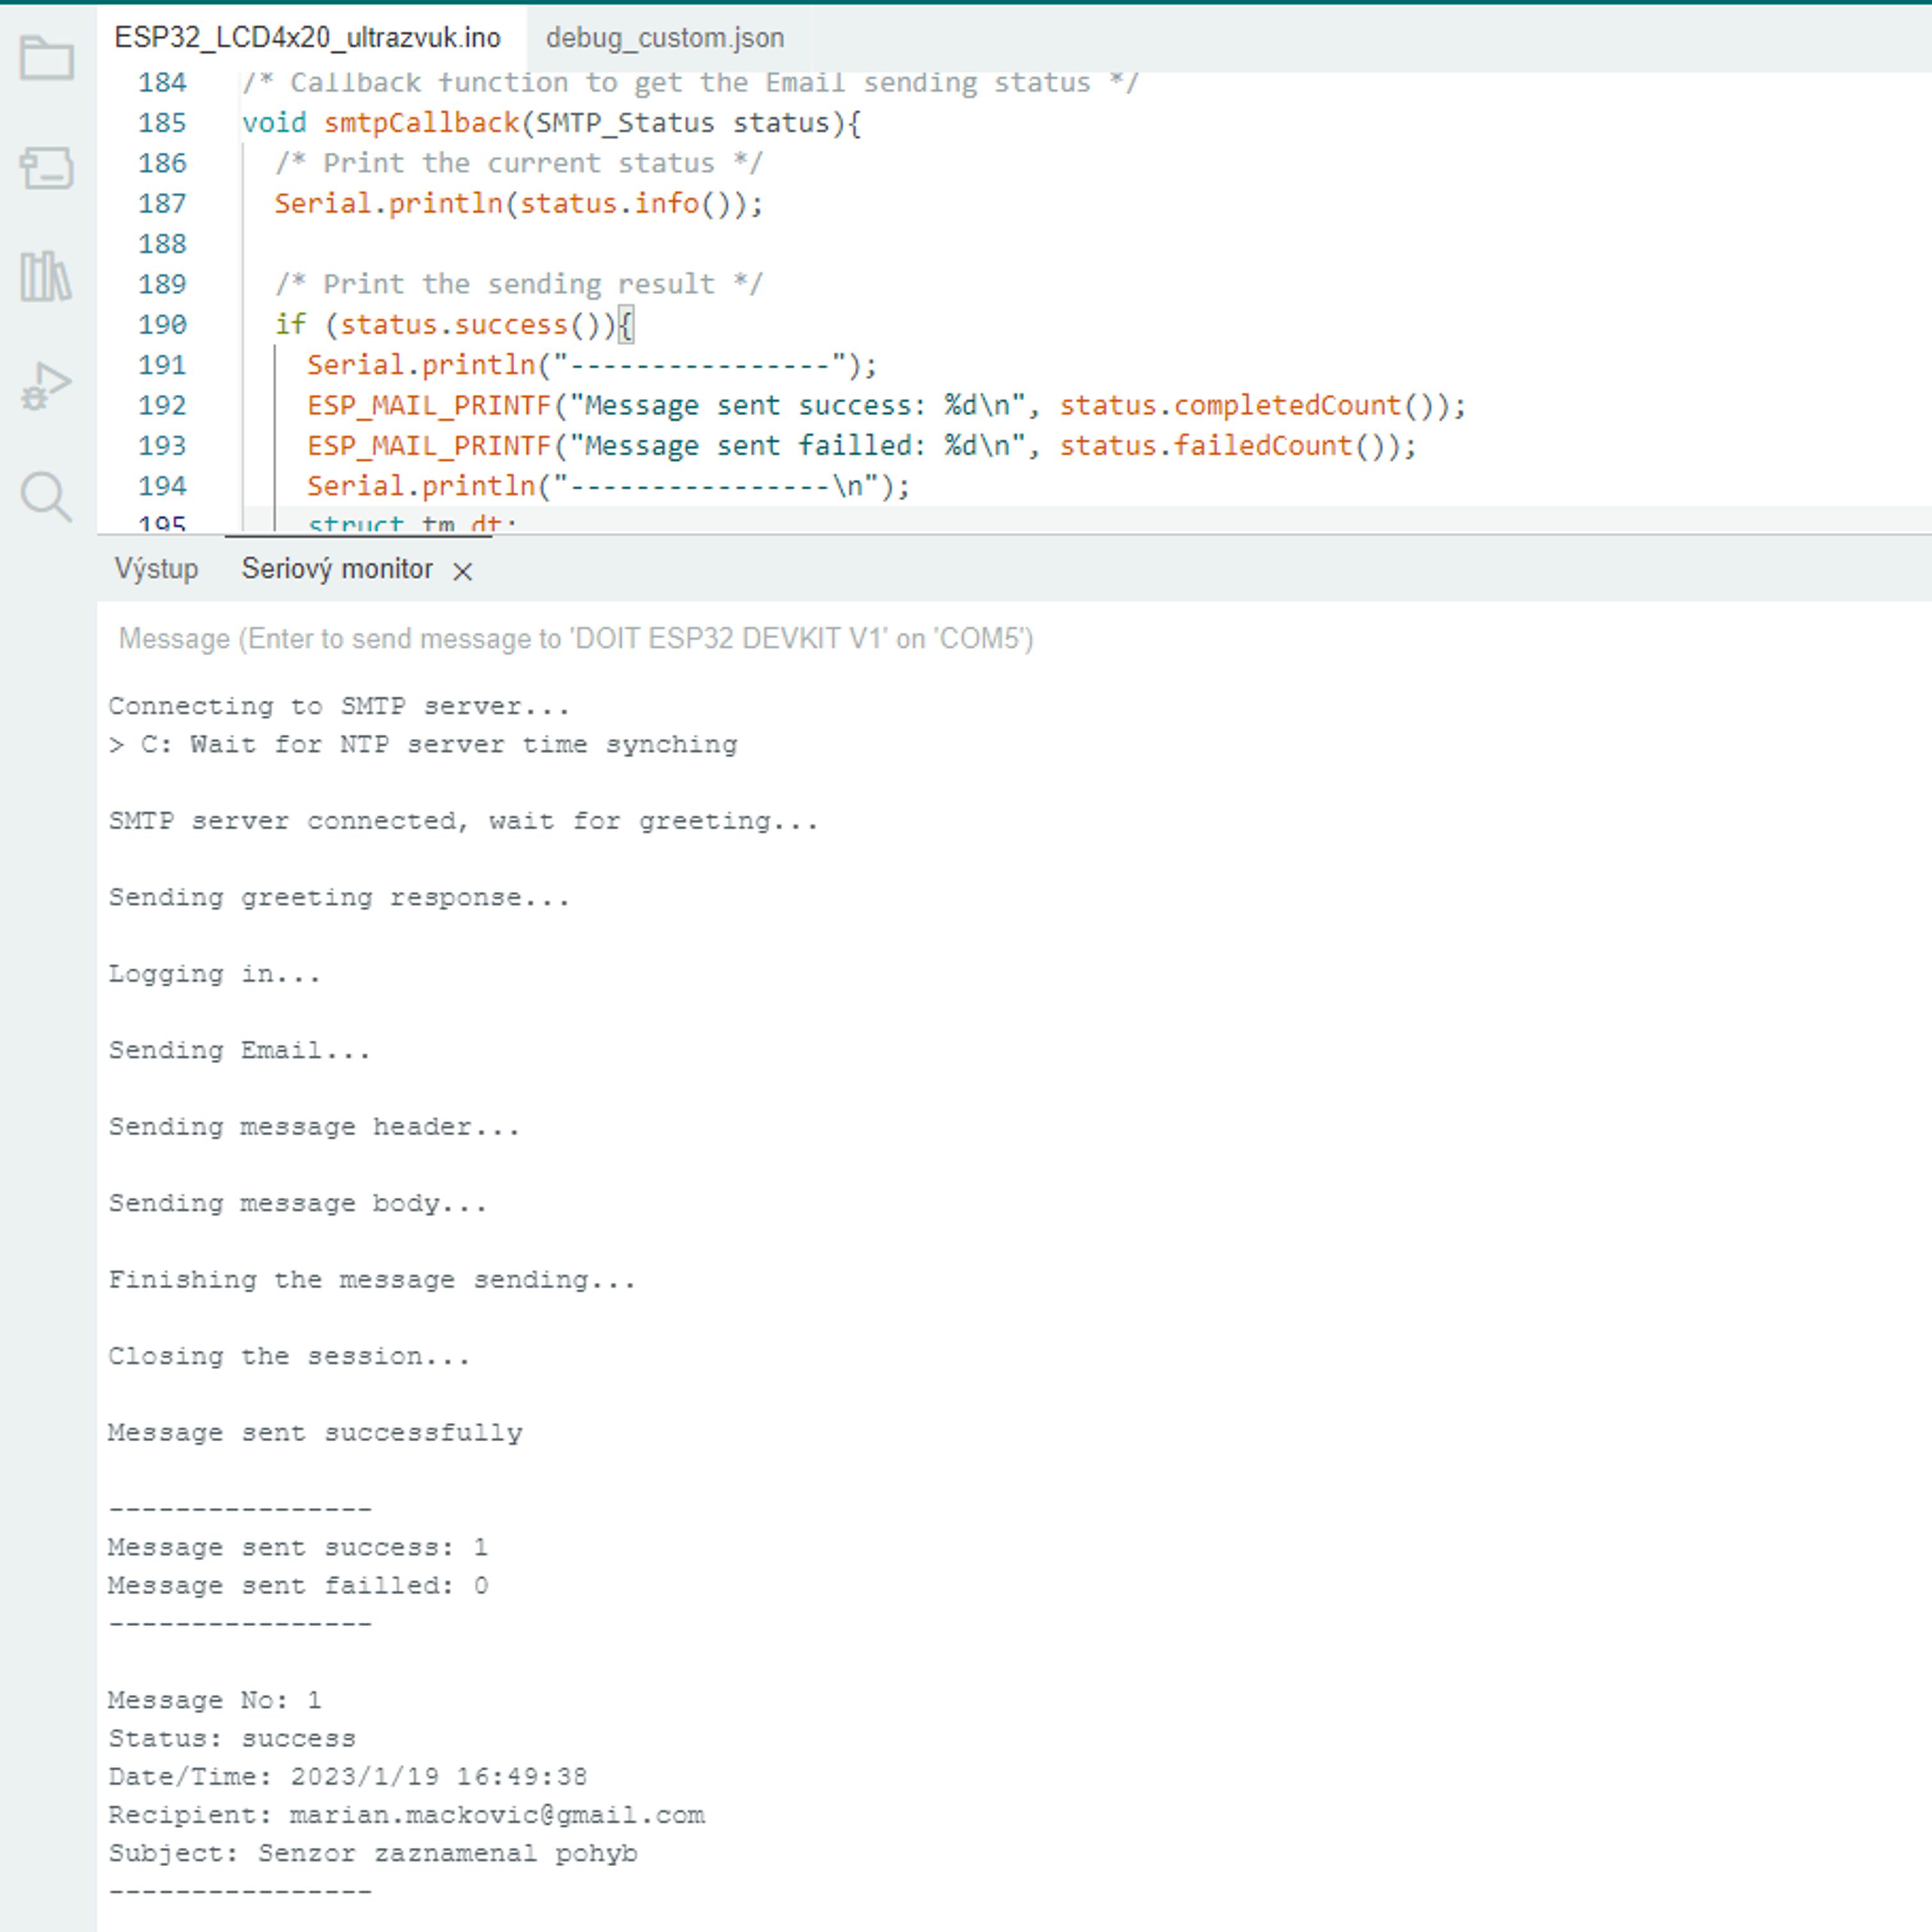 ESP32_LCD4x20_ultrazvuk.ino debug_custom.json
184 /* Callback function to get the Email sending status */
185 void smtpCallback(SMTP_Status status){
186 /* Print the current status */
187 Serial.println(status.info());
188
189 /* Print the sending result */
190 if (status.success()){
191 Serial.println("----------------");
192 ESP_MAIL_PRINTF("Message sent success: %d\n", status.completedCount());
193 ESP_MAIL_PRINTF("Message sent failled: %d\n", status.failedCount());
194 Serial.println("----------------\n");
195 struct tm dt;
Výstup Seriový monitor
Message (Enter to send message to 'DOIT ESP32 DEVKIT V1' on 'COM5')
Connecting to SMTP server...
> C: Wait for NTP server time synching
SMTP server connected, wait for greeting...
Sending greeting response...
Logging in...
Sending Email...
Sending message header...
Sending message body...
Finishing the message sending...
Closing the session...
Message sent successfully
----------------
Message sent success: 1
Message sent failled: 0
----------------
Message No: 1
Status: success
Date/Time: 2023/1/19 16:49:38
Recipient: marian.mackovic@gmail.com
Subject: Senzor zaznamenal pohyb
----------------